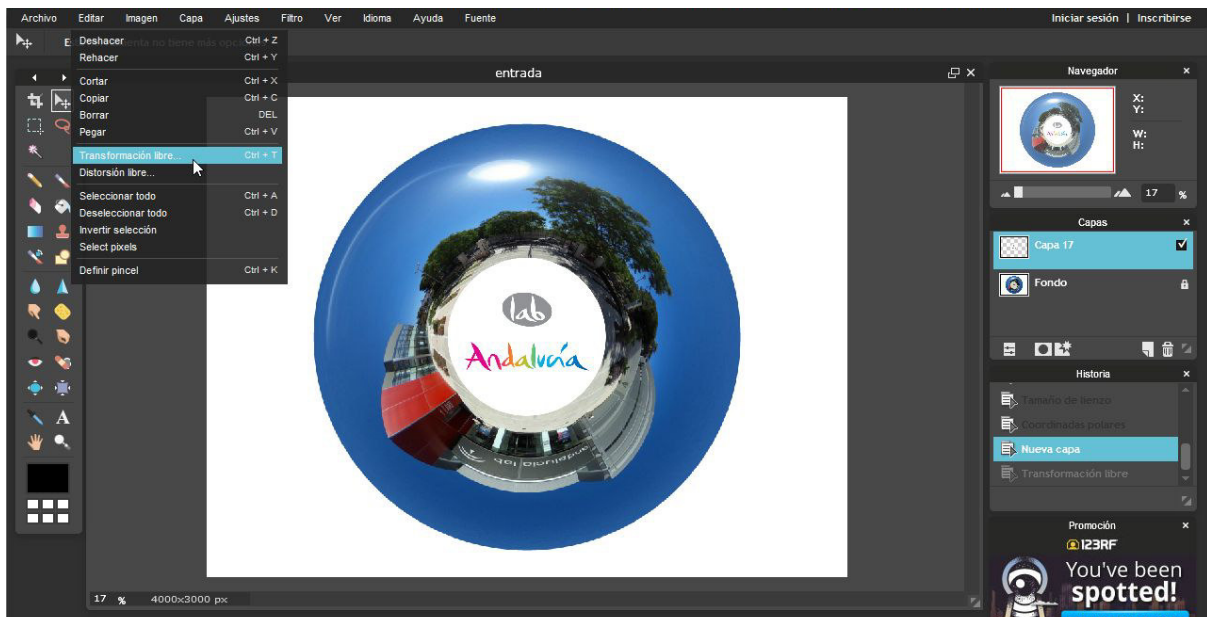 Archivo Editar Imagen Capa Ajustes Filtro Ver Idioma Ayuda Fuente Iniciar sesión | Inscribirse
Deshacer Ctrl + Z
Rehacer Ctrl + Y
Cortar Ctrl + X
Copiar Ctrl + C
Borrar DEL
Pegar Ctrl + V
Transformación libre... Ctrl + T
Distorsión libre...
Seleccionar todo Ctrl + A
Deseleccionar todo Ctrl + D
Invertir selección
Select pixels
Definir pincel Ctrl + K
entrada
lab
Andalucía
andalucía lab
17 % 4000x3000 px
Navegador
X:
Y:
W:
H:
17 %
Capas
Capa 17
Fondo
Historia
Tamaño de lienzo
Coordinadas polares
Nueva capa
Transformación libre
Promoción
123RF
You've been
spotted!